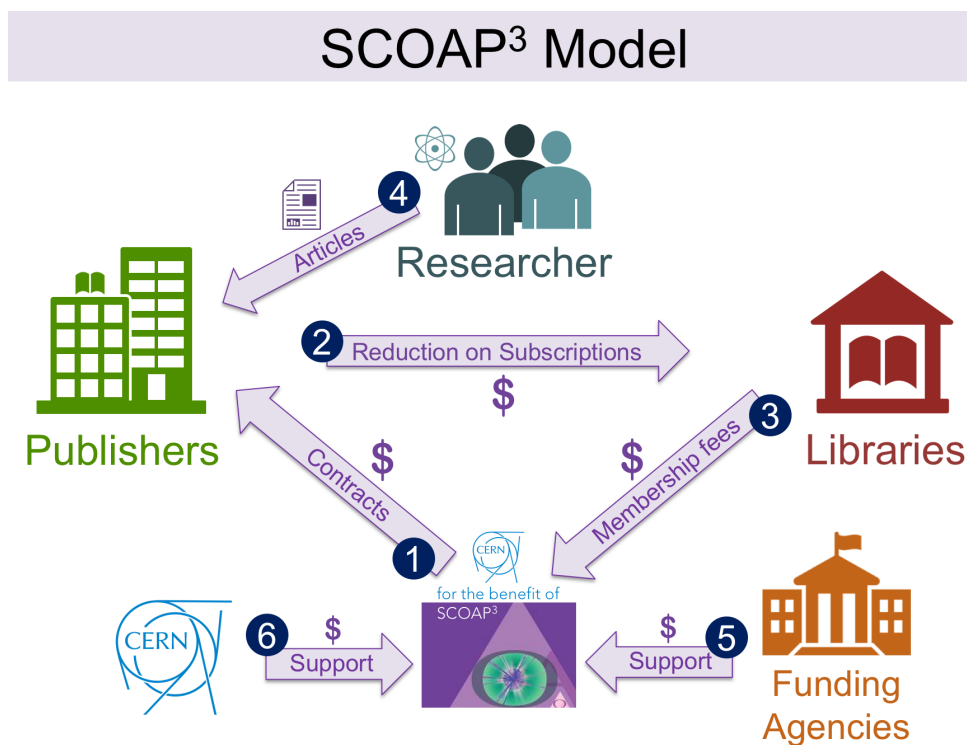 SCOAP³ Model
4
Articles
Researcher
2
Reduction on Subscriptions
$
Publishers
Libraries
$
Contracts
1
$
Membership fees
3
CERN
for the benefit of
SCOAP³
CERN
6
$
Support
$
5
Support
Funding
Agencies